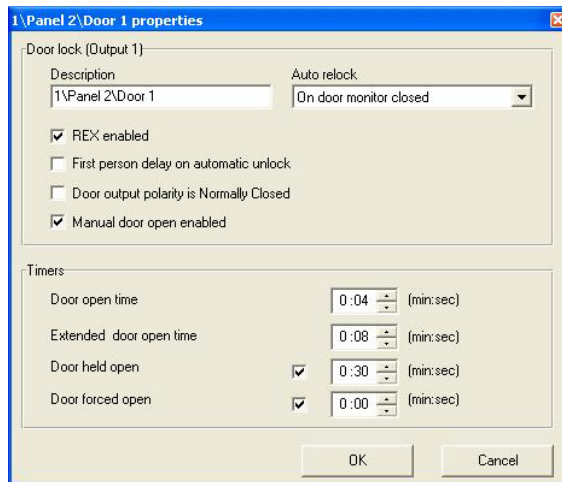 1\Panel 2\Door 1 properties
Door lock (Output 1)
Description
Auto relock
1\Panel 2\Door 1
On door monitor closed
REX enabled
First person delay on automatic unlock
Door output polarity is Normally Closed
Manual door open enabled
Timers
Door open time 0:04 (min:sec)
Extended door open time 0:08 (min:sec)
Door held open 0:30 (min:sec)
Door forced open 0:00 (min:sec)
OK Cancel